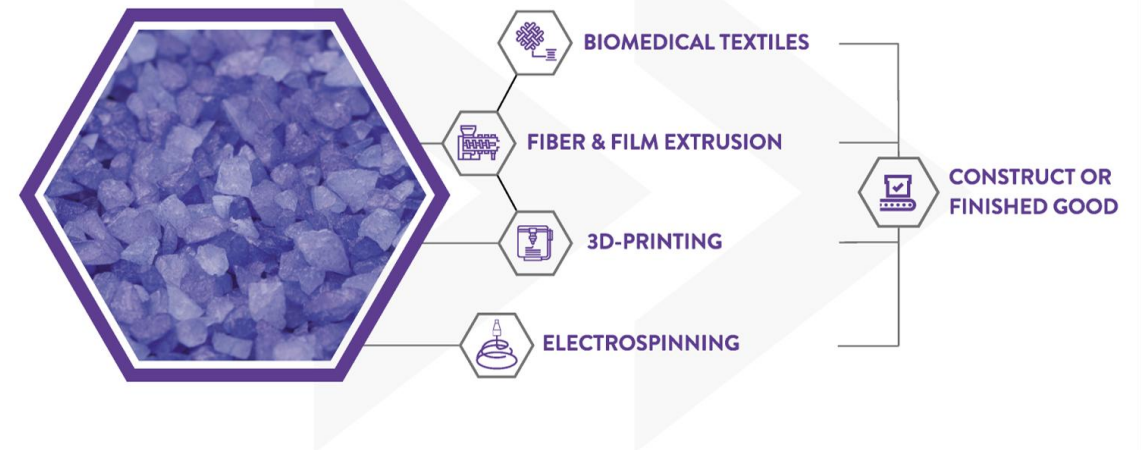 BIOMEDICAL TEXTILES
FIBER & FILM EXTRUSION
3D-PRINTING
ELECTROSPINNING
CONSTRUCT OR
FINISHED GOOD